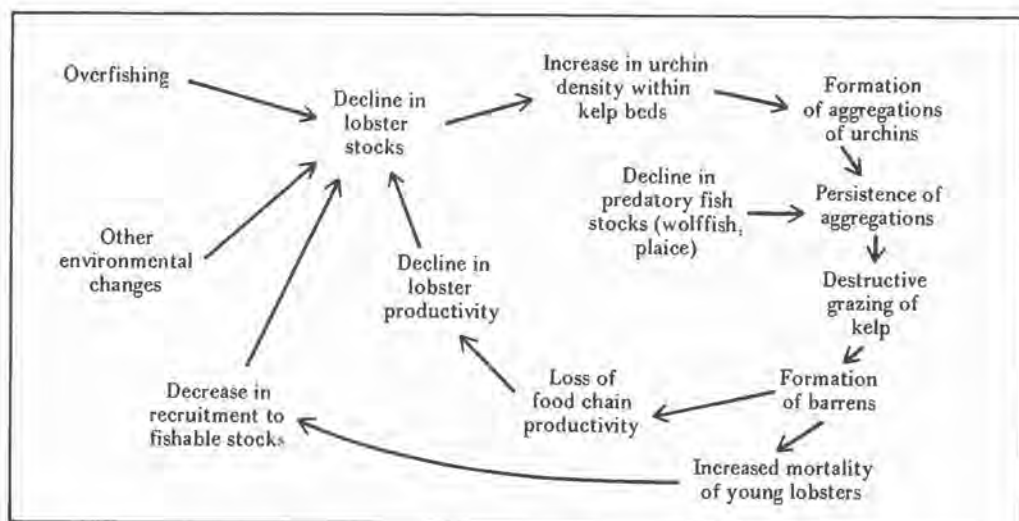 Overfishing
Decline in
lobster
stocks
Increase in urchin
density within
kelp beds
Formation
of aggregations
of urchins
Decline in
predatory fish
stocks (wolffish,
plaice)
Persistence of
aggregations
Other
environmental
changes
Decline in
lobster
productivity
Destructive
grazing of
kelp
Decrease in
recruitment to
fishable stocks
Loss of
food chain
productivity
Formation
of barrens
Increased mortality
of young lobsters